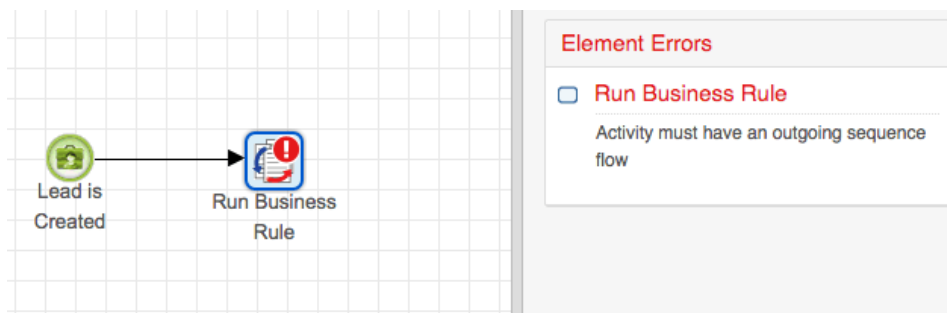 Element Errors
Run Business Rule
Activity must have an outgoing sequence
flow
Lead is
Created
Run Business
Rule